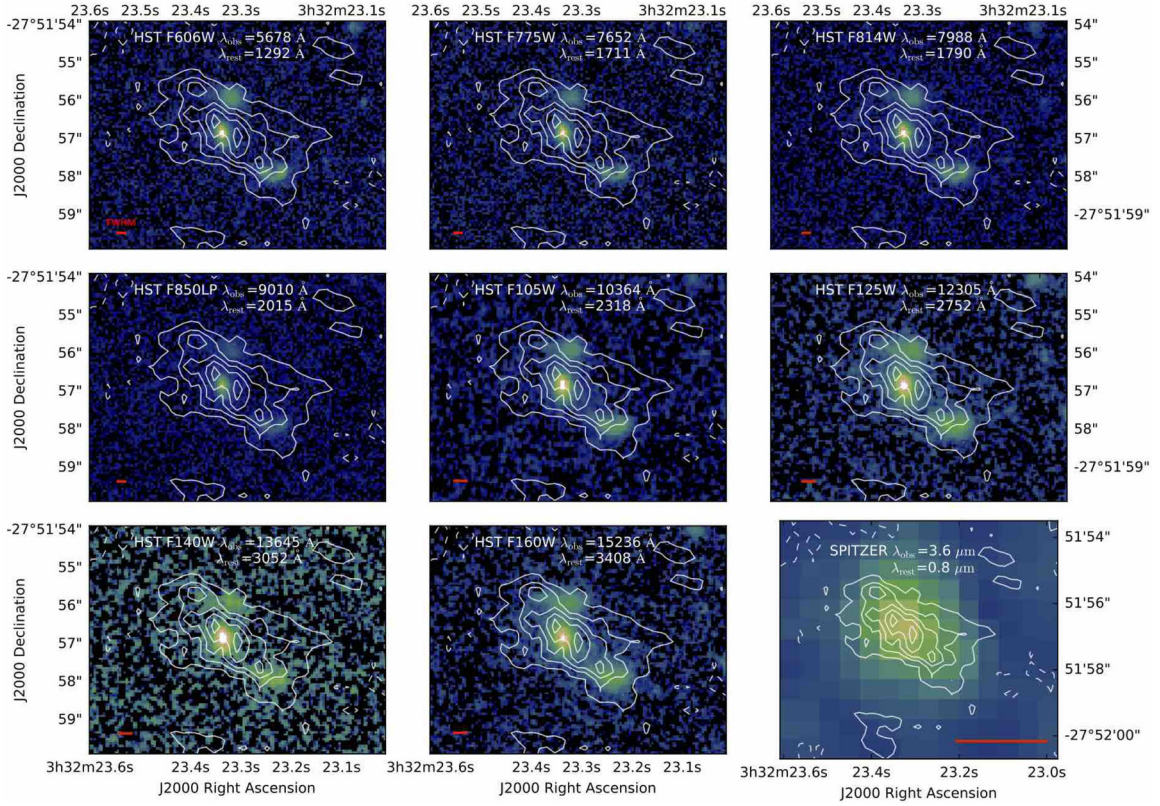 23.6s 23.5s 23.4s 23.3s 23.2s 3h32m23.1s
23.6s 23.5s 23.4s 23.3s 23.2s 3h32m23.1s
23.6s 23.5s 23.4s 23.3s 23.2s 3h32m23.1s
-27°51'54"
55"
56"
57"
58"
59"
J2000 Declination
HST F606W λobs =5678 Å
λrest =1292 Å
FWHM
HST F775W λobs =7652 Å
λrest =1711 Å
HST F814W λobs =7988 Å
λrest =1790 Å
54"
55"
56"
57"
58"
-27°51'59"
-27°51'54"
55"
56"
57"
58"
59"
J2000 Declination
HST F850LP λobs =9010 Å
λrest =2015 Å
HST F105W λobs =10364 Å
λrest =2318 Å
HST F125W λobs =12305 Å
λrest =2752 Å
54"
55"
56"
57"
58"
-27°51'59"
-27°51'54"
55"
56"
57"
58"
59"
J2000 Declination
HST F140W λobs =13645 Å
λrest =3052 Å
HST F160W λobs =15236 Å
λrest =3408 Å
SPITZER λobs =3.6 μm
λrest =0.8 μm
51'54"
51'56"
51'58"
-27°52'00"
3h32m23.6s 23.4s 23.3s 23.2s 23.1s
J2000 Right Ascension
23.4s 23.3s 23.2s 23.1s
J2000 Right Ascension
3h32m23.6s 23.4s 23.2s 23.0s
J2000 Right Ascension